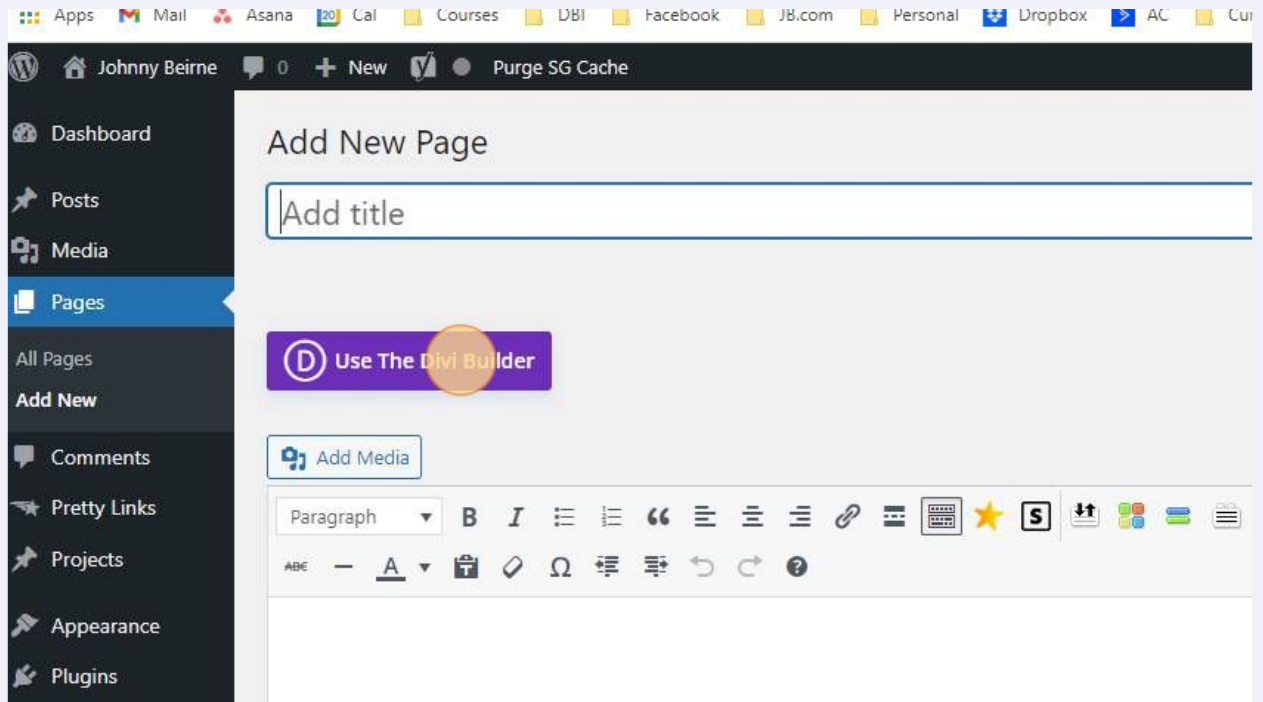 Apps Mail Asana 20 Cal Courses DBI Facebook JB.com Personal Dropbox AC
Johnny Beirne 0 + New Purge SG Cache
Dashboard
Add New Page
Posts
Add title
Media
Pages
All Pages
D Use The Divi Builder
Add New
Comments
Add Media
Pretty Links
Paragraph B I S
Projects
ABC A T Ω ?
Appearance
Plugins